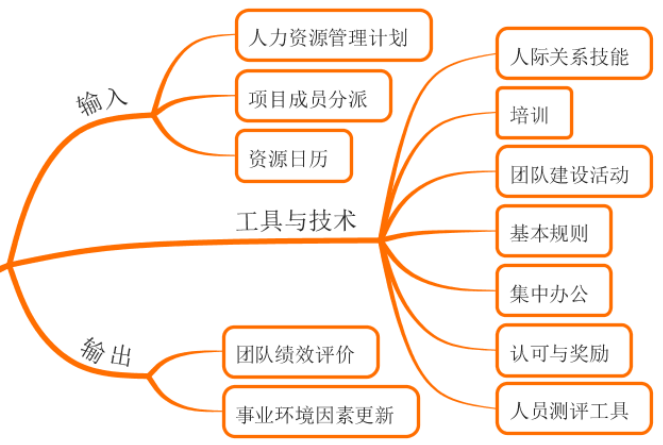 输入
人力资源管理计划
项目成员分派
资源日历
工具与技术
人际关系技能
培训
团队建设活动
基本规则
集中办公
认可与奖励
人员测评工具
输出
团队绩效评价
事业环境因素更新